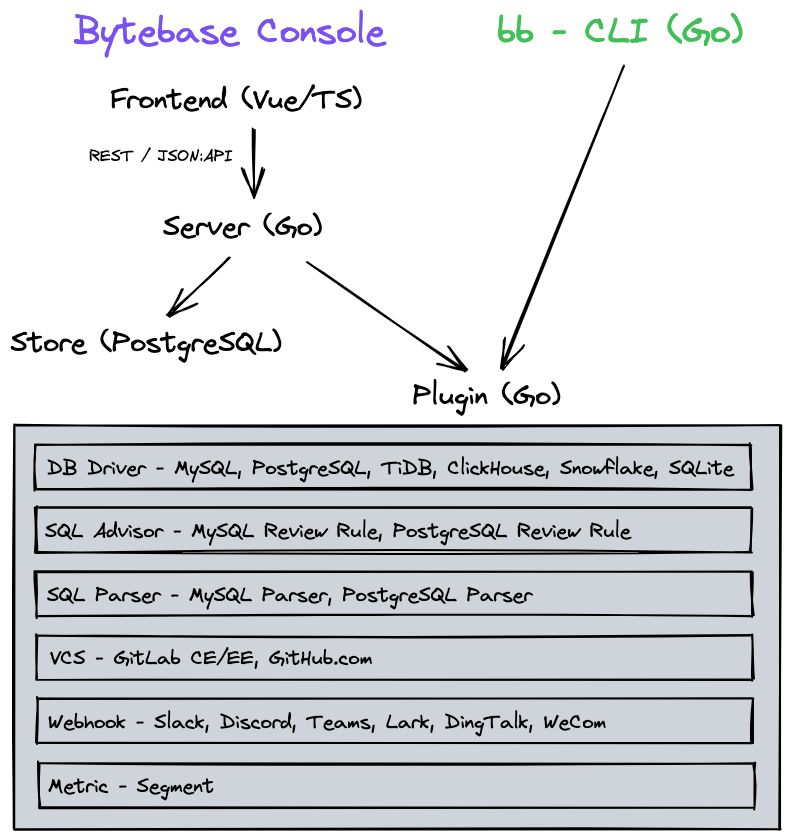 Bytebase Console
bb - CLI (Go)
Frontend (Vue/TS)
REST / JSON:API
Server (Go)
Store (PostgreSQL)
Plugin (Go)
DB Driver - MySQL, PostgreSQL, TiDB, ClickHouse, Snowflake, SQLite
SQL Advisor - MySQL Review Rule, PostgreSQL Review Rule
SQL Parser - MySQL Parser, PostgreSQL Parser
VCS - GitLab CE/EE, GitHub.com
Webhook - Slack, Discord, Teams, Lark, DingTalk, WeCom
Metric - Segment